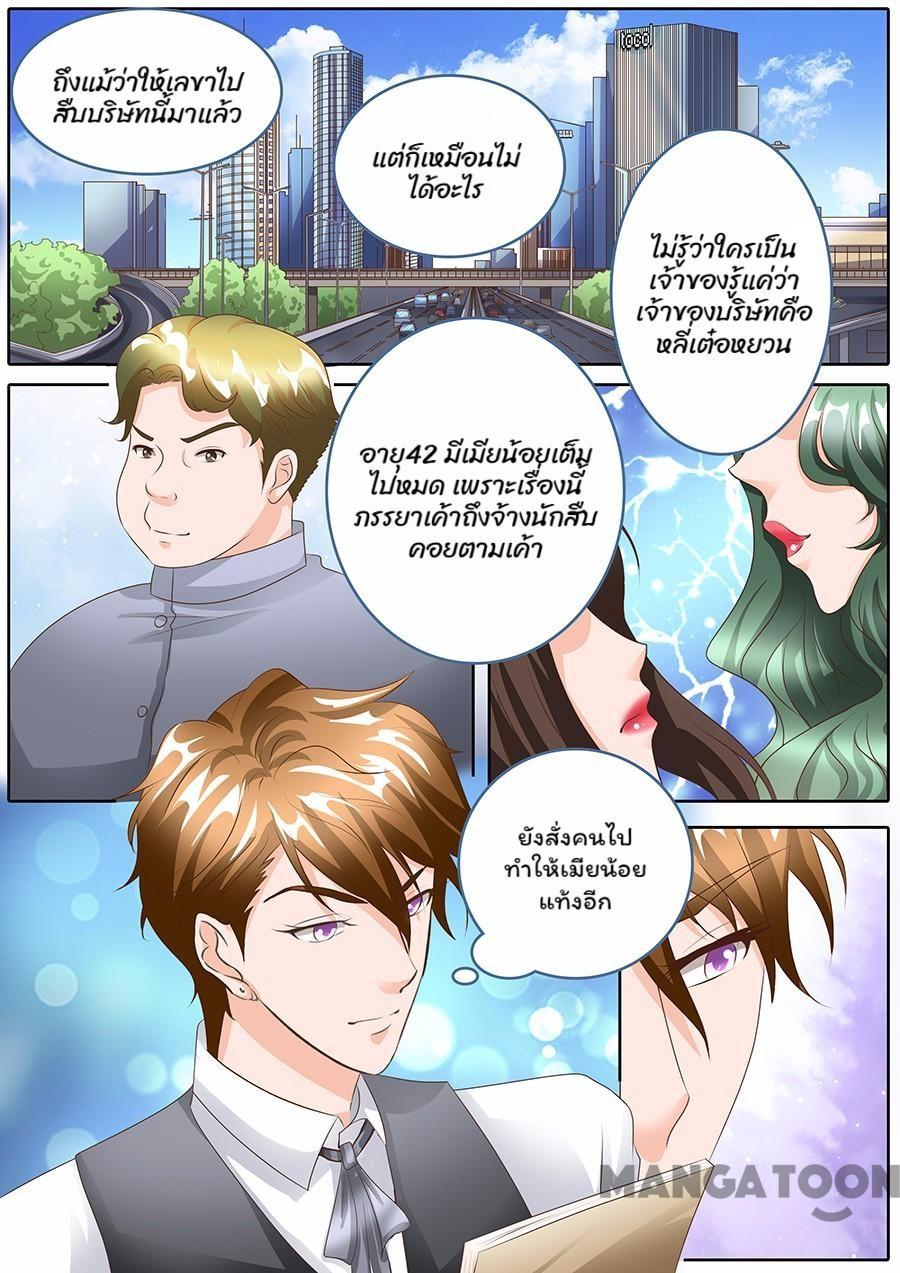 tocol
ถึงแม้ว่าให้เลขาไป
สืบบริษัทนี้มาแล้ว
แต่ก็เหมือนไม่
ได้อะไร
ไม่รู้ว่าใครเป็น
เจ้าของรู้แค่ว่า
เจ้าของบริษัทคือ
หลี่เต๋อหยวน
อายุ42 มีเมียน้อยเต็ม
ไปหมด เพราะเรื่องนี้
ภรรยาเค้าถึงจ้างนักสืบ
คอยตามเค้า
ยังสั่งคนไป
ทำให้เมียน้อย
แท้งอีก
MANGATOON